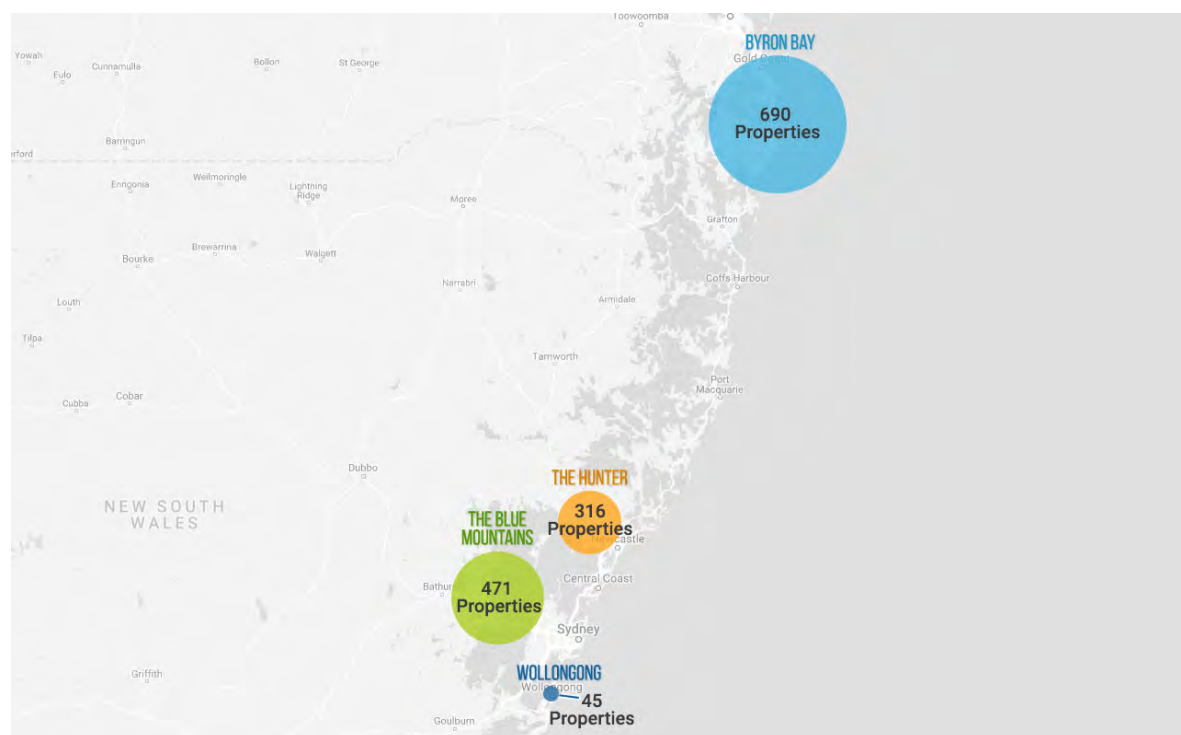 Toowoomba
BYRON BAY
Gold Coast
Yowah
Eulo
Cunnamulla
Bollon
St George
690
Properties
Barringun
erford
Enngonia
Weilmoringle
Lightning
Ridge
Moree
Grafton
Bourke
Brewarrina
Walgett
Coffs Harbour
Narrabri
Armidale
Louth
Tilpa
Tamworth
Port
Macquarie
Cubba
Cobar
Dubbo
THE HUNTER
316
Properties
Newcastle
NEW SOUTH
WALES
THE BLUE
MOUNTAINS
471
Properties
Bathur
Central Coast
Sydney
Griffith
WOLLONGONG
Wollongong
45
Properties
Goulburn